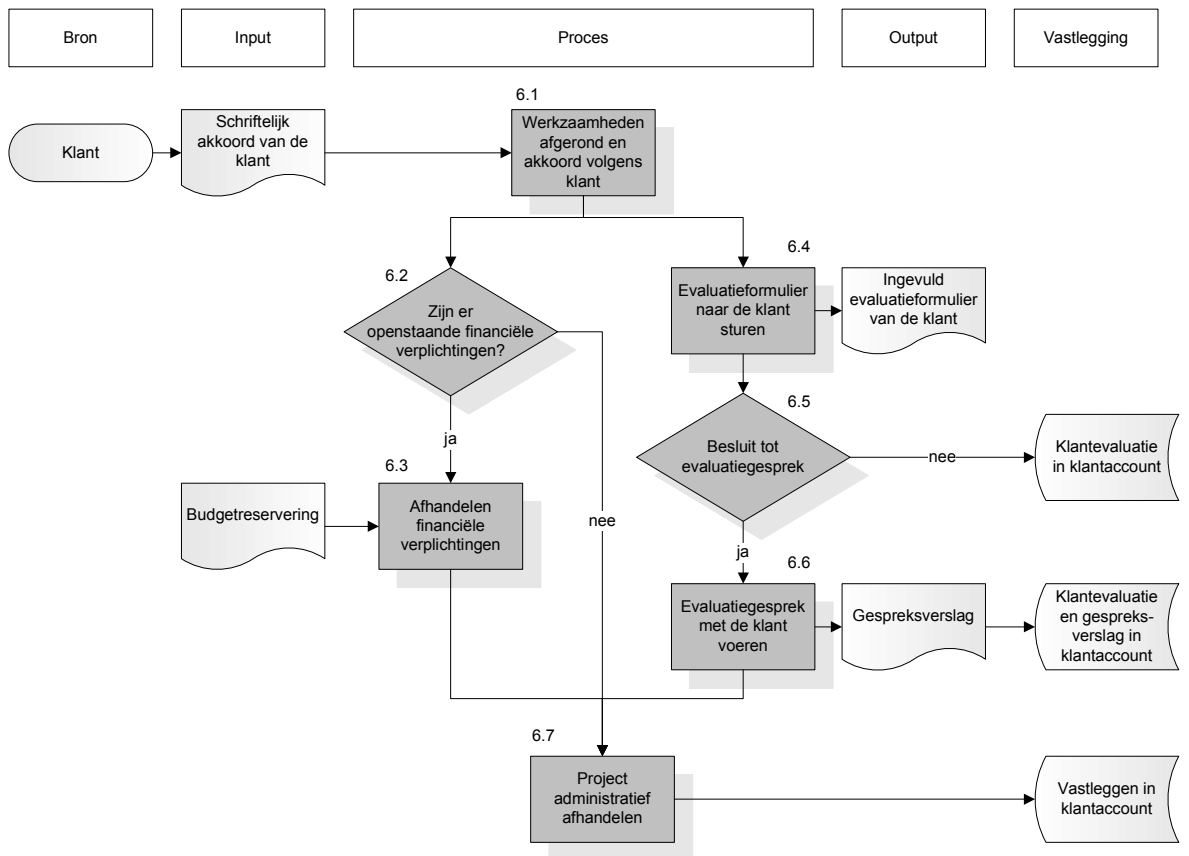 Bron
Input
Proces
Output
Vastlegging
6.1
Klant
Schriftelijk
akkoord van de
klant
Werkzaamheden
afgerond en
akkoord volgens
klant
6.2
Zijn er
openstaande financiële
verplichtingen?
6.4
Evaluatieformulier
naar de klant
sturen
Ingevuld
evaluatieformulier
van de klant
ja
nee
6.5
Besluit tot
evaluatiegesprek
nee
Klantevaluatie
in klantaccount
6.3
Budgetreservering
Afhandelen
financiële
verplichtingen
ja
6.6
Evaluatiegesprek
met de klant
voeren
Gespreksverslag
Klantevaluatie
en gespreks-
verslag in
klantaccount
6.7
Project
administratief
afhandelen
Vastleggen in
klantaccount